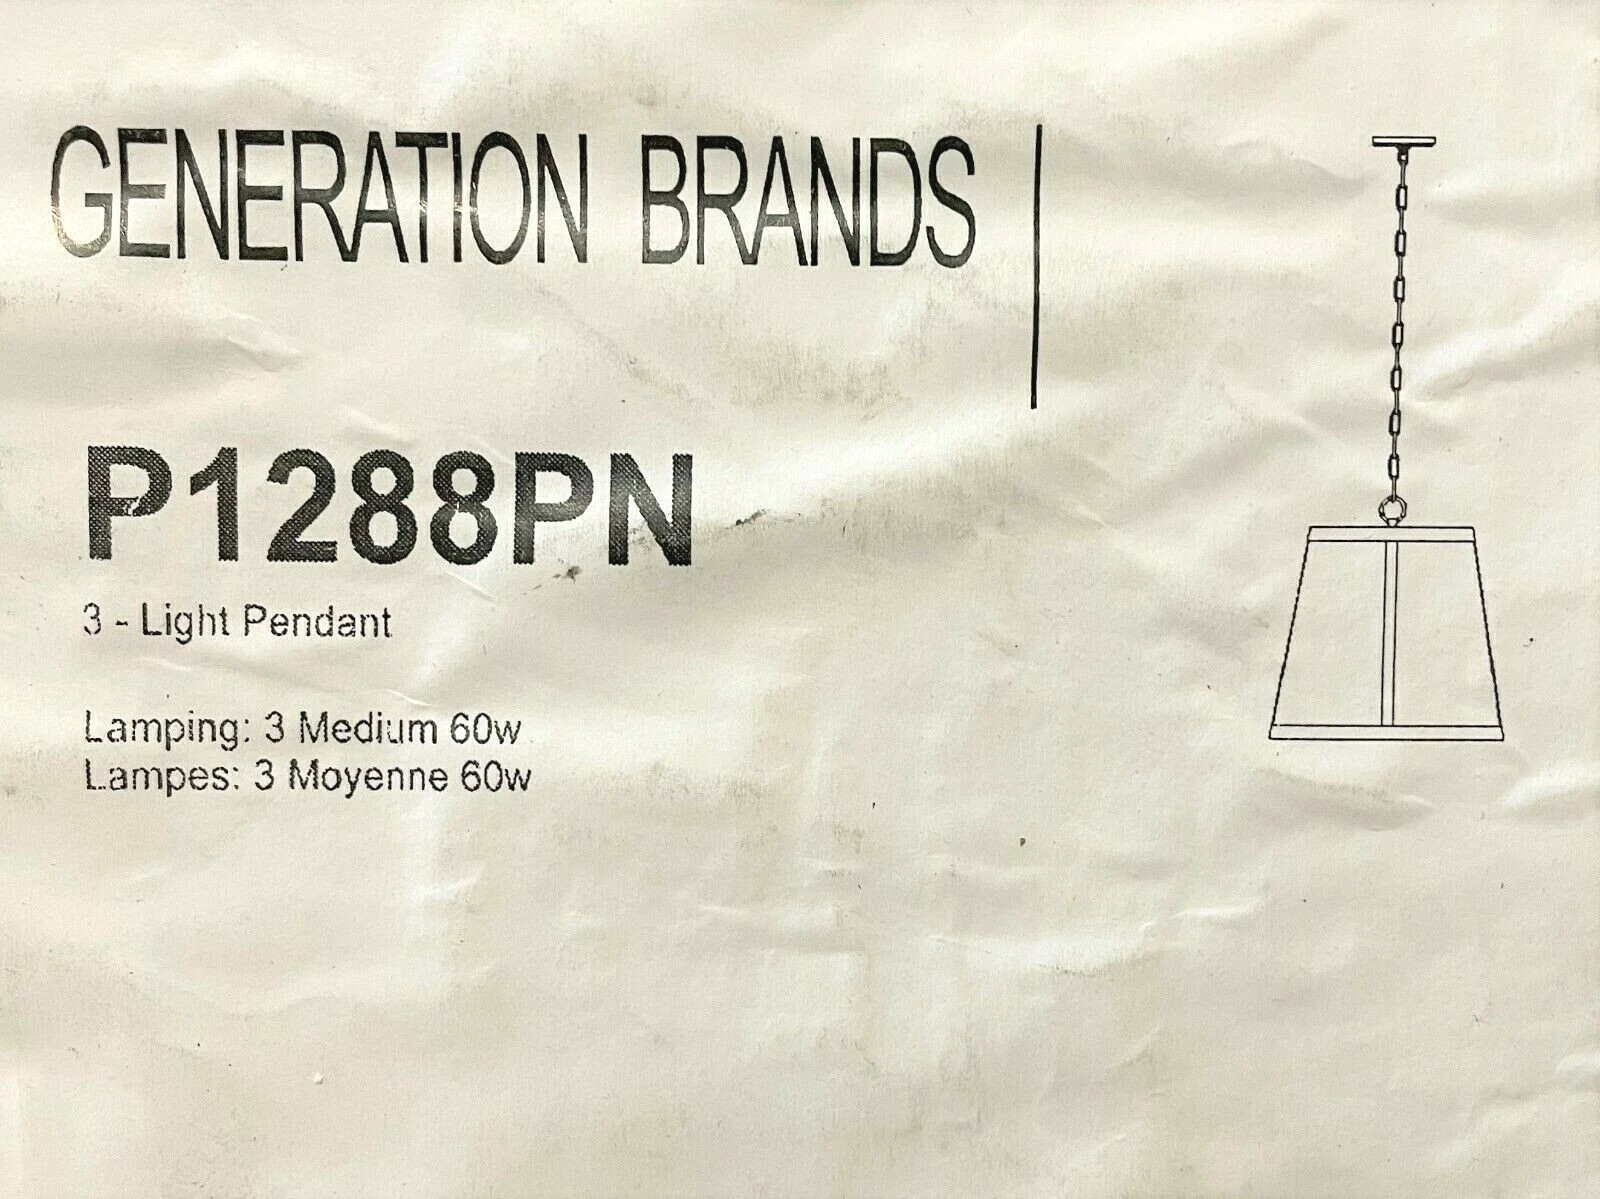 GENERATION BRANDS
P1288PN
3 - Light Pendant
Lamping: 3 Medium 60w
Lampes: 3 Moyenne 60w